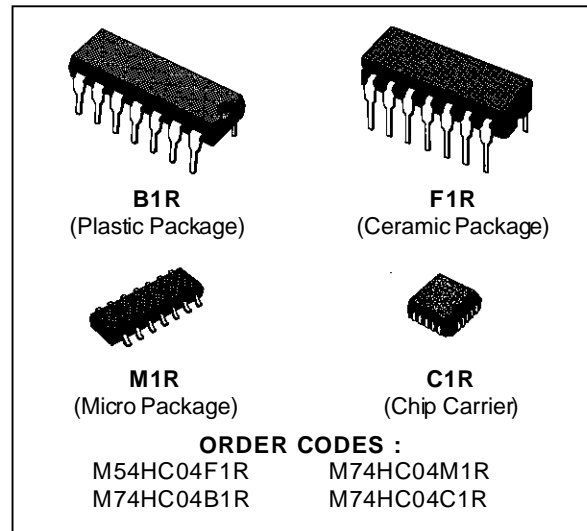 B1R
(Plastic Package)
F1R
(Ceramic Package)
M1R
(Micro Package)
C1R
(Chip Carrier)
ORDER CODES :
M54HC04F1R M74HC04M1R
M74HC04B1R M74HC04C1R